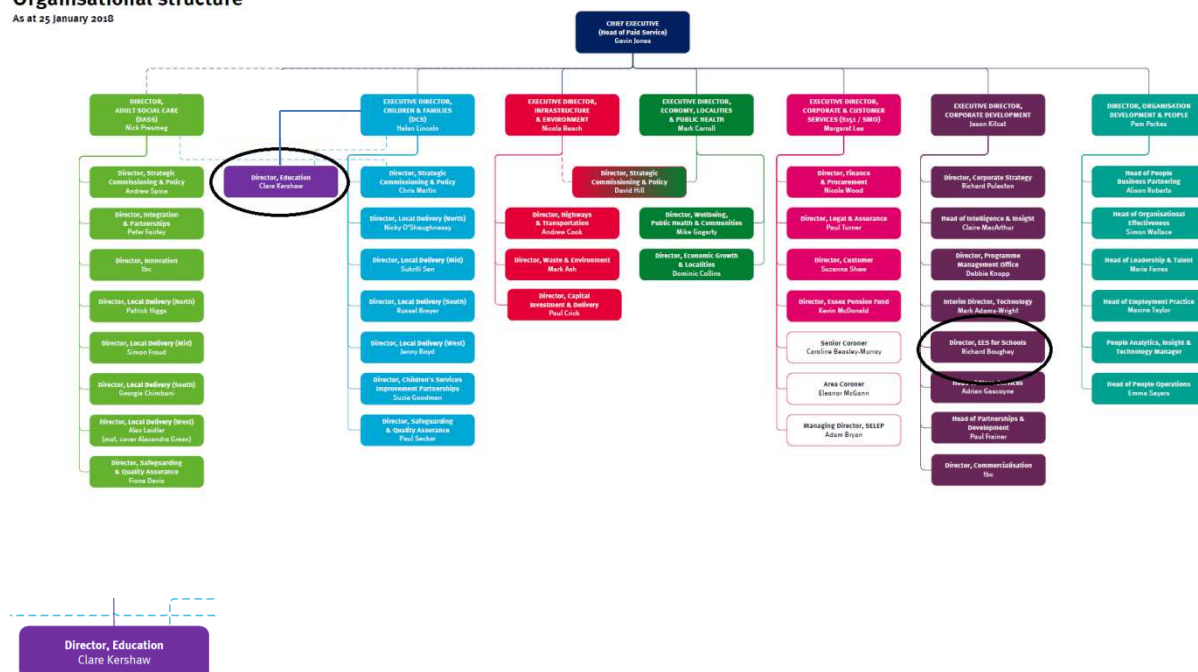 Organisational structure
As at 25 January 2018
CHIEF EXECUTIVE
(Head of Paid Service)
Gavin Jones
DIRECTOR,
ADULT SOCIAL CARE
(DASS)
Nick Presmeg
EXECUTIVE DIRECTOR,
CHILDREN & FAMILIES
(DCS)
Helen Lincoln
EXECUTIVE DIRECTOR,
INFRASTRUCTURE
& ENVIRONMENT
Nicola Beach
EXECUTIVE DIRECTOR,
ECONOMY, LOCALITIES
& PUBLIC HEALTH
Mark Carroll
EXECUTIVE DIRECTOR,
CORPORATE & CUSTOMER
SERVICES (S151 / SIRO)
Margaret Lee
EXECUTIVE DIRECTOR,
CORPORATE DEVELOPMENT
Jason Kitcat
DIRECTOR, ORGANISATION
DEVELOPMENT & PEOPLE
Pam Parkes
Director, Strategic
Commissioning & Policy
Andrew Spice
Director, Integration
& Partnerships
Peter Fairley
Director, Innovation
tbc
Director, Local Delivery (North)
Patrick Higgs
Director, Local Delivery (Mid)
Simon Froud
Director, Local Delivery (South)
Georgia Chimbani
Director, Local Delivery (West)
Alex Laidler
(mat. cover Alexandra Green)
Director, Safeguarding
& Quality Assurance
Fiona Davis
Director, Education
Clare Kershaw
Director, Strategic
Commissioning & Policy
Chris Martin
Director, Local Delivery (North)
Nicky O'Shaughnessy
Director, Local Delivery (Mid)
Sukriti Sen
Director, Local Delivery (South)
Russel Breyer
Director, Local Delivery (West)
Jenny Boyd
Director, Children's Services
Improvement Partnerships
Suzie Goodman
Director, Safeguarding
& Quality Assurance
Paul Secker
Director, Strategic
Commissioning & Policy
David Hill
Director, Highways
& Transportation
Andrew Cook
Director, Waste & Environment
Mark Ash
Director, Capital
Investment & Delivery
Paul Crick
Director, Wellbeing,
Public Health & Communities
Mike Gogarty
Director, Economic Growth
& Localities
Dominic Collins
Director, Finance
& Procurement
Nicole Wood
Director, Legal & Assurance
Paul Turner
Director, Customer
Suzanna Shaw
Director, Essex Pension Fund
Kevin McDonald
Senior Coroner
Caroline Beasley-Murray
Area Coroner
Eleanor McGann
Managing Director, SELEP
Adam Bryan
Director, Corporate Strategy
Richard Puleston
Head of Intelligence & Insight
Claire MacArthur
Director, Programme
Management Office
Debbie Knopp
Interim Director, Technology
Mark Adams-Wright
Director, EES for Schools
Richard Boughey
Adrian Gascoyne
Head of Partnerships &
Development
Paul Frainer
Director, Commercialisation
tbc
Head of People
Business Partnering
Alison Roberts
Head of Organisational
Effectiveness
Simon Wallace
Head of Leadership & Talent
Maria Farrow
Head of Employment Practice
Maxine Taylor
People Analytics, Insight &
Technology Manager
Head of People Operations
Emma Sayers
Director, Education
Clare Kershaw